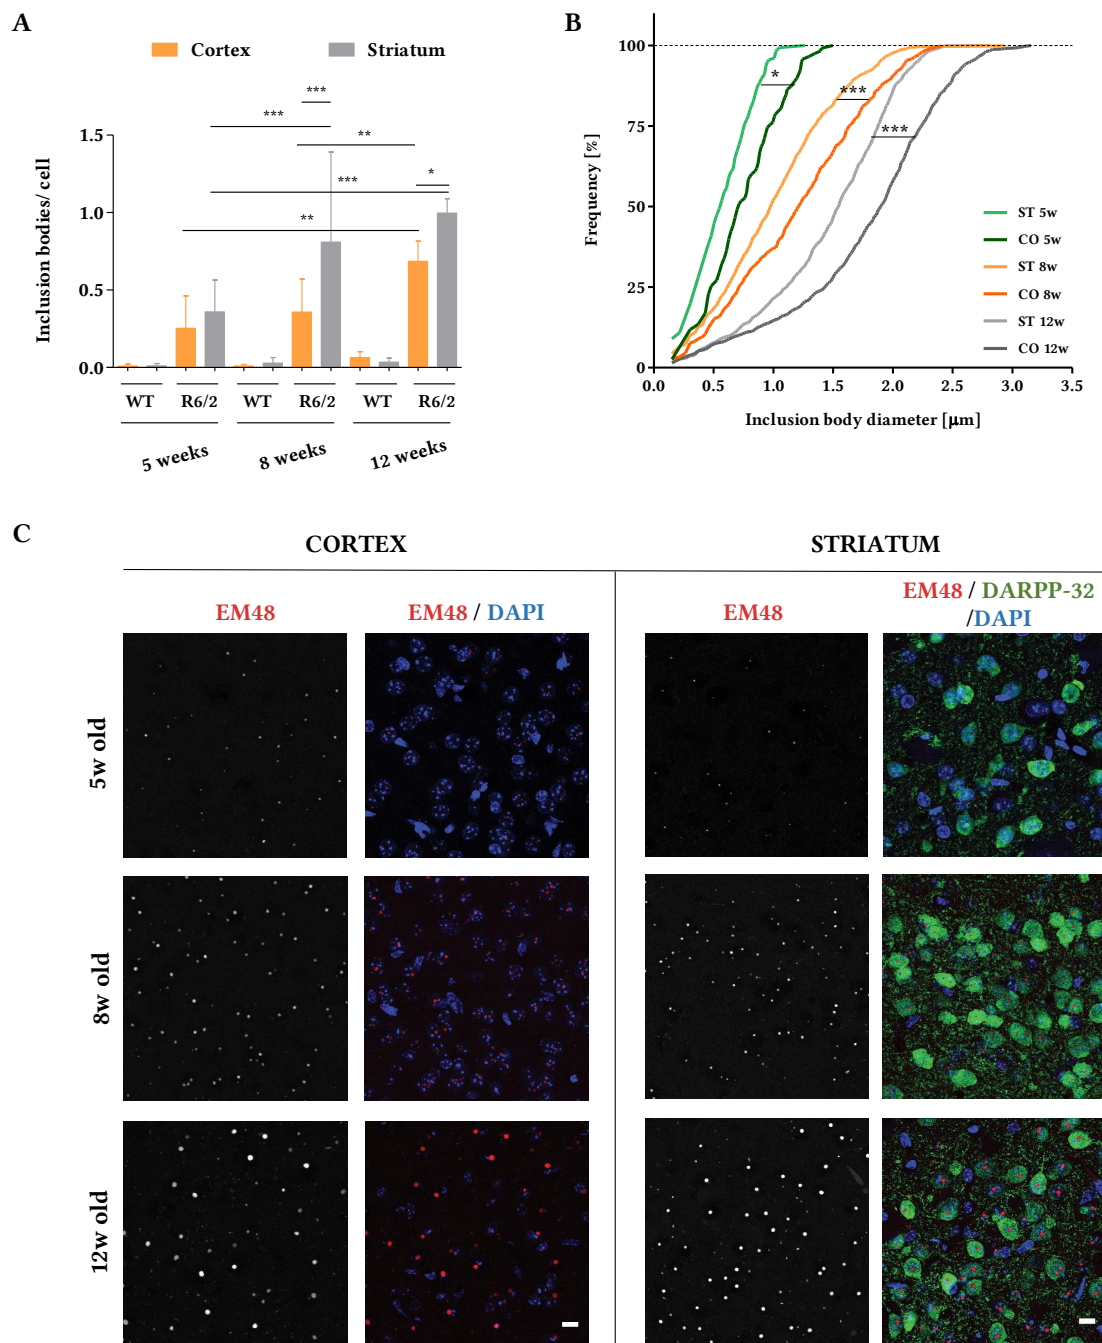 A
Cortex
Striatum
***
***
**
***
*
**
Inclusion bodies/ cell
1.5
1.0
0.5
0.0
WT
R6/2
WT
R6/2
WT
R6/2
5 weeks
8 weeks
12 weeks
B
Frequency [%]
100
75
50
25
0
*
***
***
ST 5w
CO 5w
ST 8w
CO 8w
ST 12w
CO 12w
0.0
0.5
1.0
1.5
2.0
2.5
3.0
3.5
Inclusion body diameter [μm]
C
CORTEX
STRIATUM
EM48
EM48 / DAPI
EM48
EM48 / DARPP-32
/DAPI
5w old
8w old
12w old